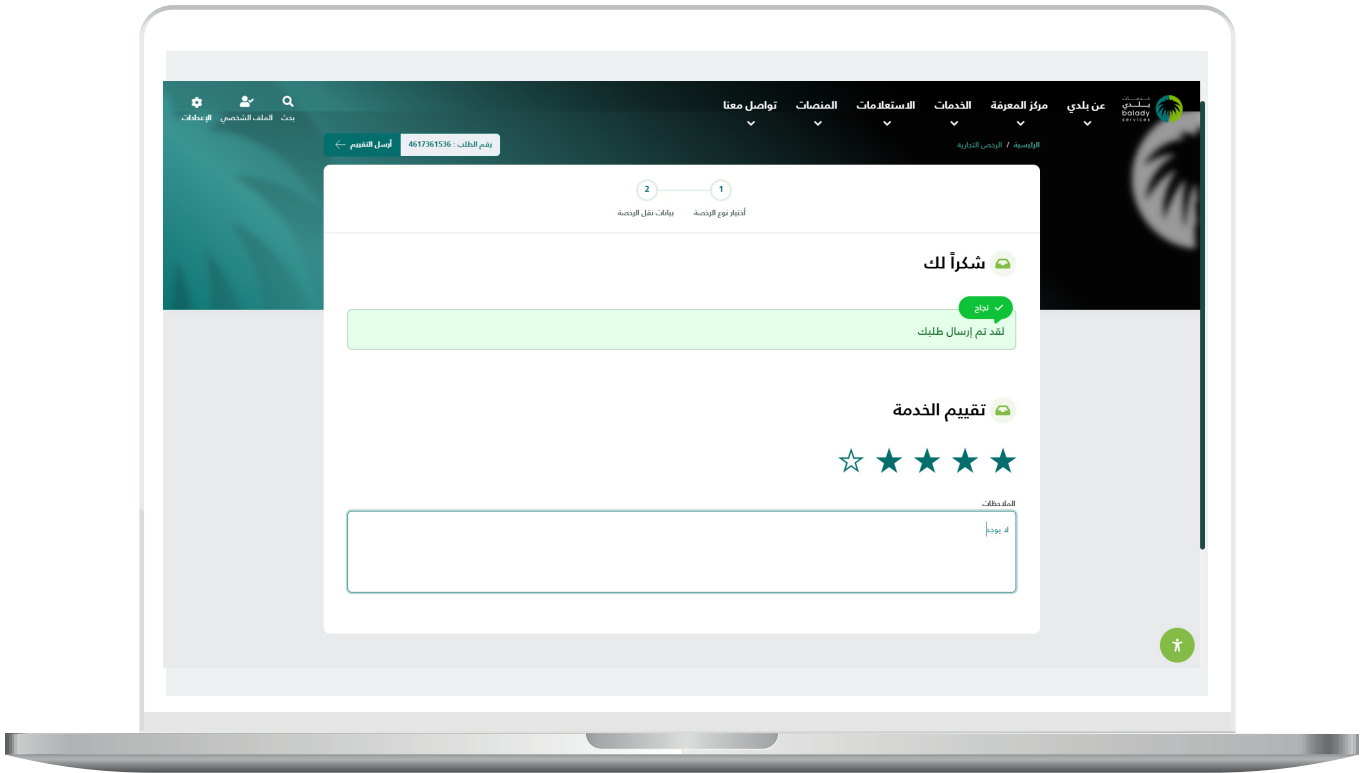 خدمات
بلدي
balady
services
عن بلدي
مركز المعرفة
الخدمات
الاستعلامات
المنصات
تواصل معنا
بحث
الملف الشخصي
الإعدادات
الرئيسية / الرخص التجارية
رقم الطلب : 4617361536
أرسل التقييم
1
2
أختيار نوع الرخصة
بيانات نقل الرخصة
شكراً لك
نجاح
لقد تم إرسال طلبك
تقييم الخدمة
الملاحظات
لا يوجد